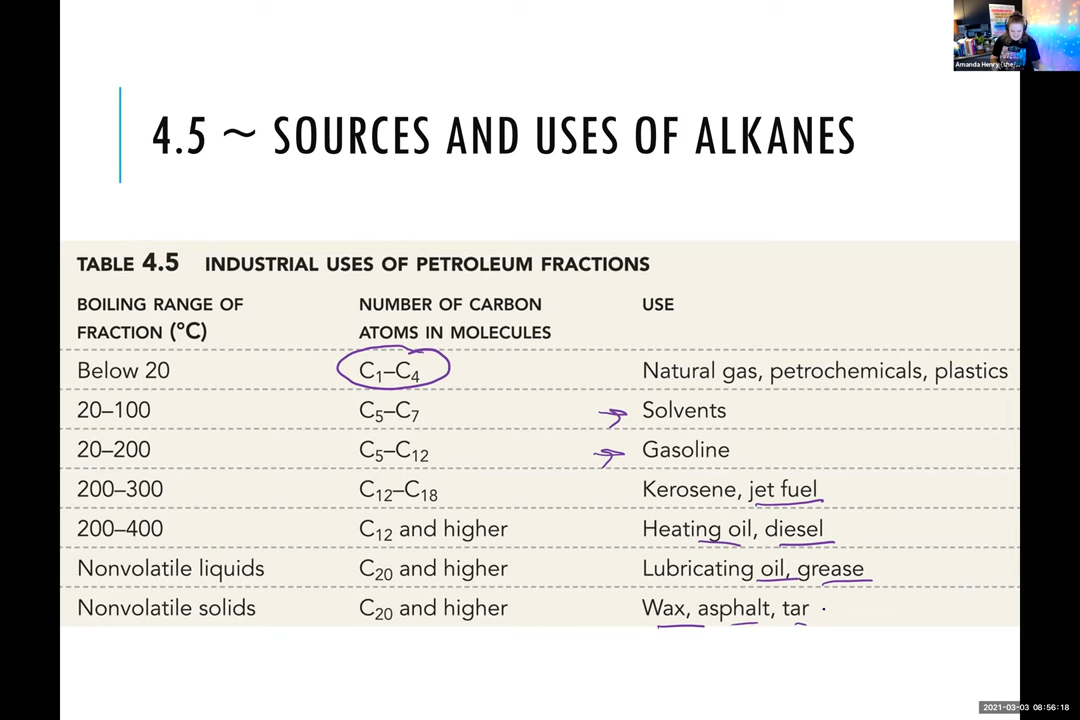 Amanda Henry (she/...
4.5 ~ SOURCES AND USES OF ALKANES
TABLE 4.5 INDUSTRIAL USES OF PETROLEUM FRACTIONS
BOILING RANGE OF FRACTION (°C) NUMBER OF CARBON ATOMS IN MOLECULES USE
Below 20 C₁–C₄ Natural gas, petrochemicals, plastics
20–100 C₅–C₇ Solvents
20–200 C₅–C₁₂ Gasoline
200–300 C₁₂–C₁₈ Kerosene, jet fuel
200–400 C₁₂ and higher Heating oil, diesel
Nonvolatile liquids C₂₀ and higher Lubricating oil, grease
Nonvolatile solids C₂₀ and higher Wax, asphalt, tar
2021-03-03 08:56:18